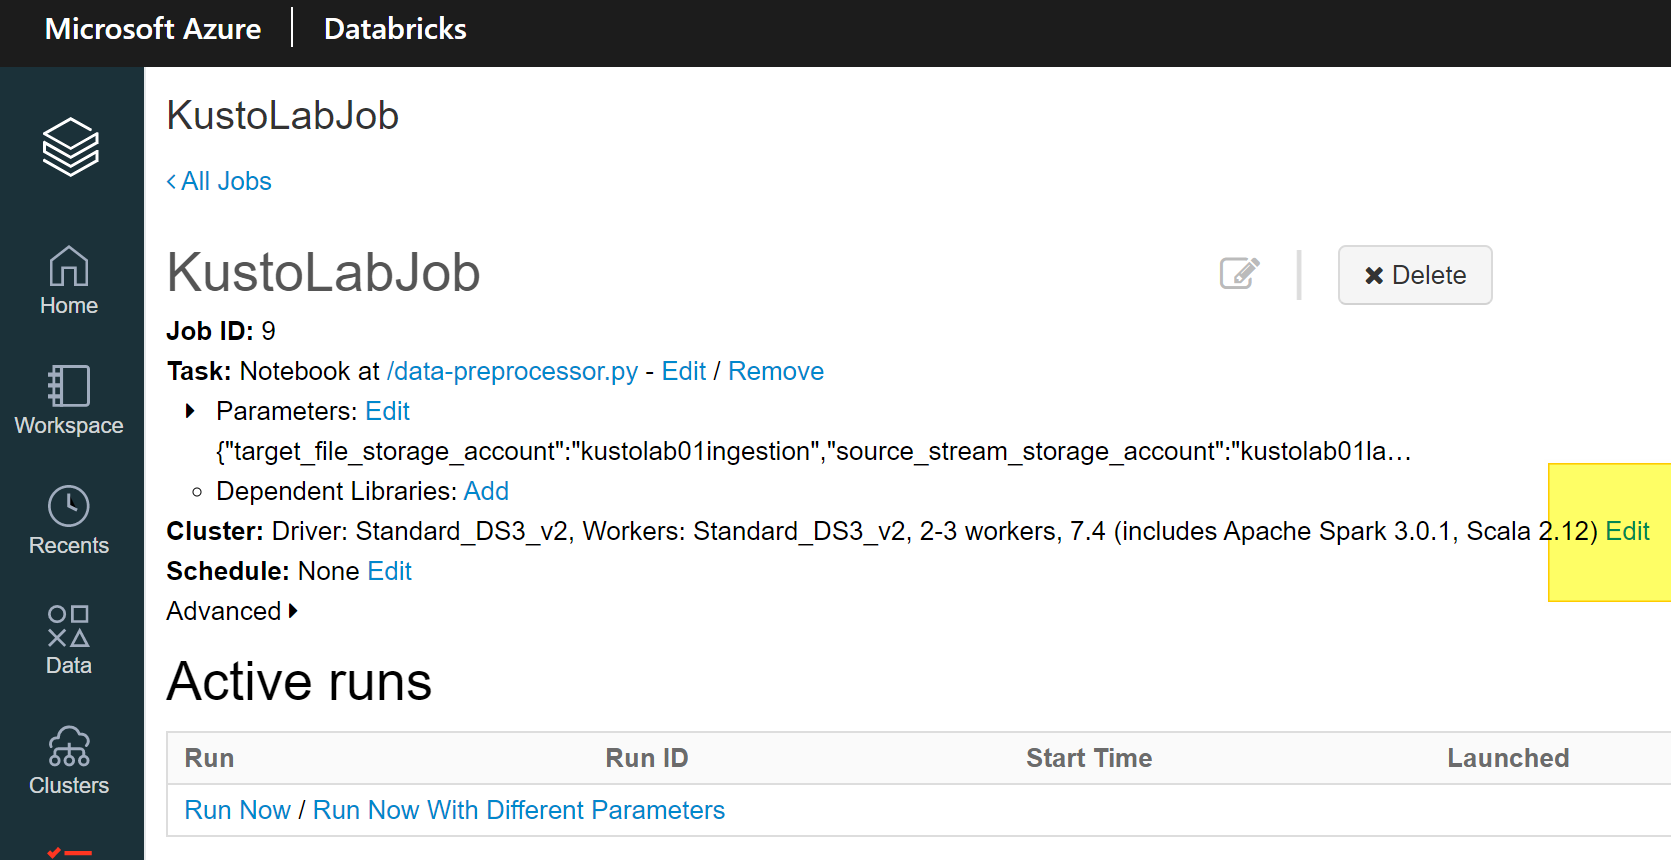 Microsoft Azure | Databricks
KustoLabJob
All Jobs
KustoLabJob
Delete
Job ID: 9
Task: Notebook at /data-preprocessor.py - Edit / Remove
Parameters: Edit
{"target_file_storage_account":"kustolab01ingestion","source_stream_storage_account":"kustolab01la…
Dependent Libraries: Add
Cluster: Driver: Standard_DS3_v2, Workers: Standard_DS3_v2, 2-3 workers, 7.4 (includes Apache Spark 3.0.1, Scala 2.12) Edit
Schedule: None Edit
Advanced
Active runs
Run Run ID Start Time Launched
Run Now / Run Now With Different Parameters
Home
Workspace
Recents
Data
Clusters